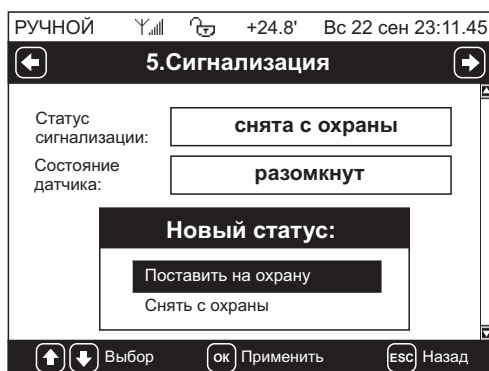 РУЧНОЙ +24.8' Вс 22 сен 23:11.45
5.Сигнализация
Статус сигнализации: снята с охраны
Состояние датчика: разомкнут
Новый статус:
Поставить на охрану
Снять с охраны
Выбор ОК Применить ESC Назад